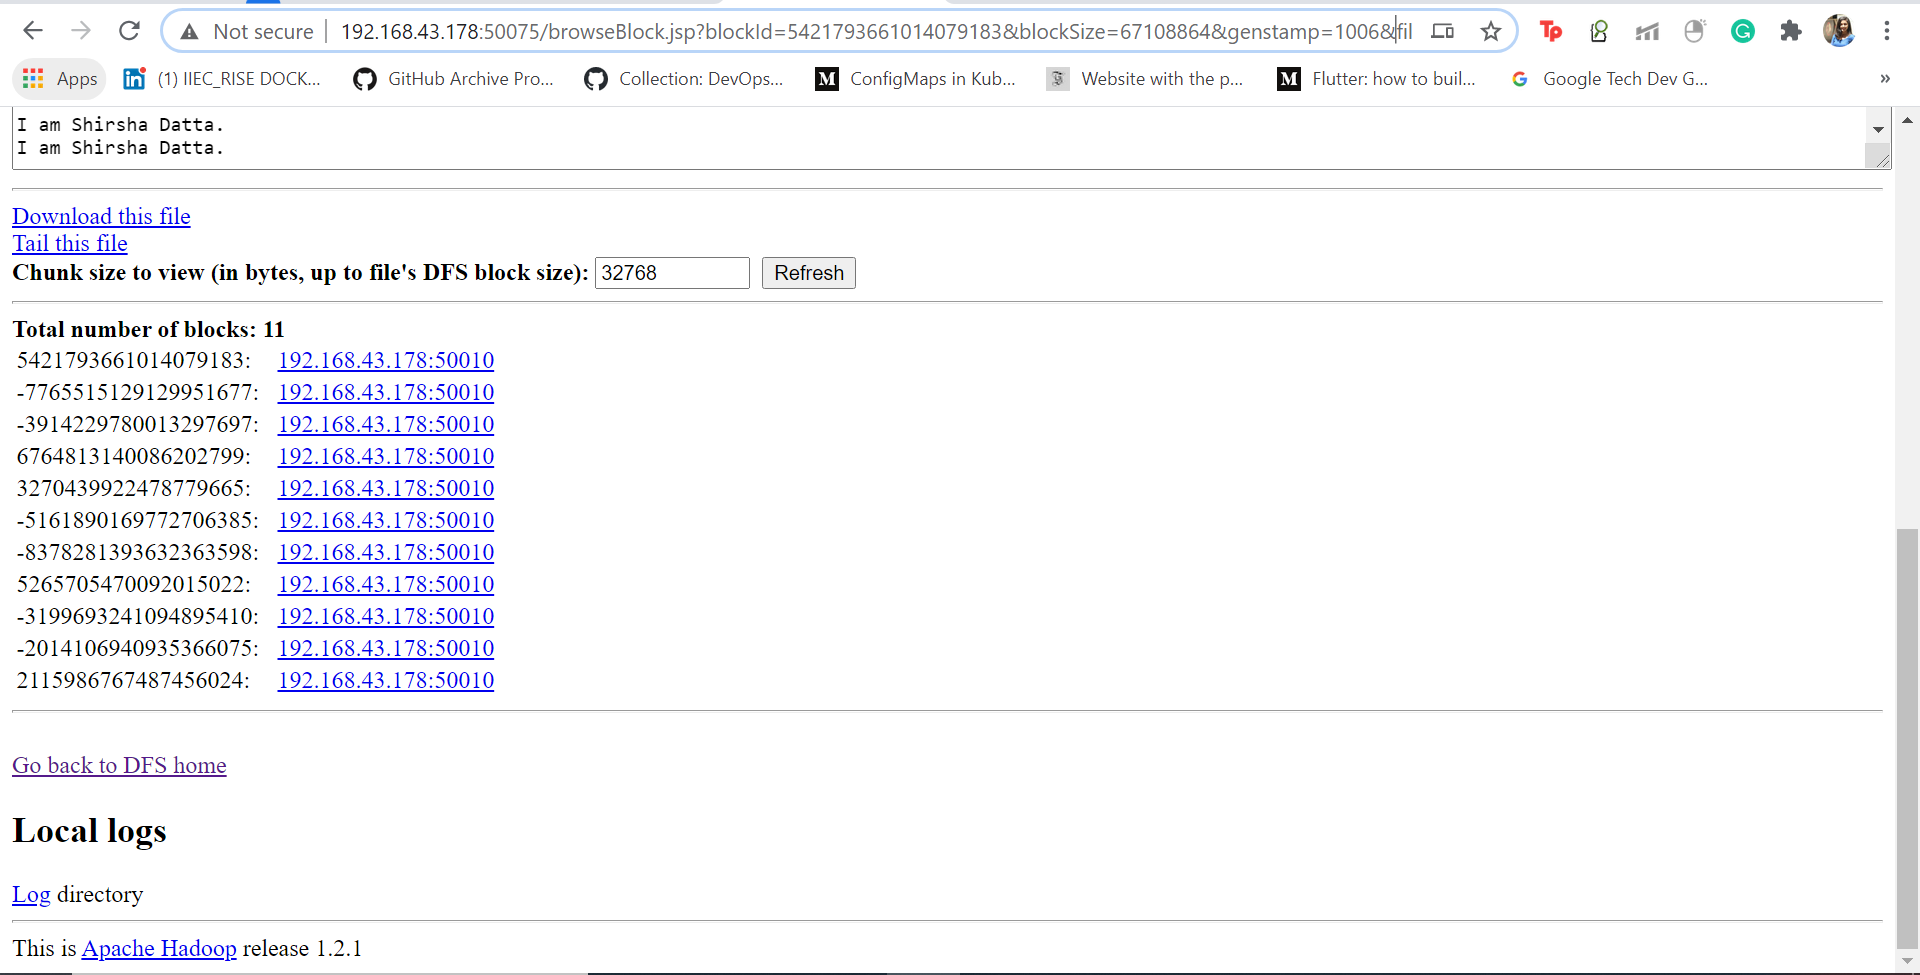 Not secure 192.168.43.178:50075/browseBlock.jsp?blockId=5421793661014079183&blockSize=67108864&genstamp=1006&fil
Apps (1) IIEC_RISE DOCK... GitHub Archive Pro... Collection: DevOps... ConfigMaps in Kub... Website with the p... Flutter: how to buil... Google Tech Dev G... »
I am Shirsha Datta.
I am Shirsha Datta.
Download this file
Tail this file
Chunk size to view (in bytes, up to file's DFS block size): 32768 Refresh
Total number of blocks: 11
5421793661014079183: 192.168.43.178:50010
-7765515129129951677: 192.168.43.178:50010
-3914229780013297697: 192.168.43.178:50010
6764813140086202799: 192.168.43.178:50010
3270439922478779665: 192.168.43.178:50010
-5161890169772706385: 192.168.43.178:50010
-8378281393632363598: 192.168.43.178:50010
5265705470092015022: 192.168.43.178:50010
-3199693241094895410: 192.168.43.178:50010
-2014106940935366075: 192.168.43.178:50010
2115986767487456024: 192.168.43.178:50010
Go back to DFS home
Local logs
Log directory
This is Apache Hadoop release 1.2.1